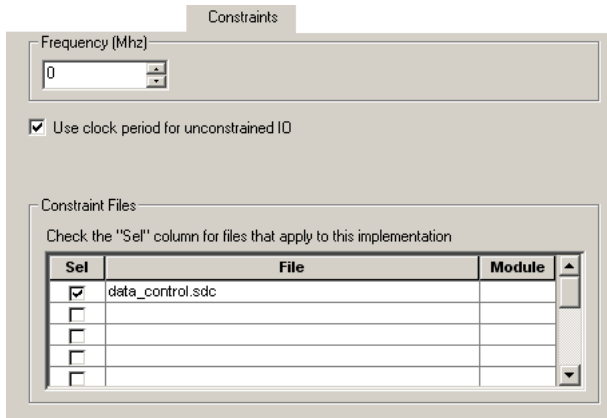 Constraints
Frequency (Mhz)
0
Use clock period for unconstrained IO
Constraint Files
Check the "Sel" column for files that apply to this implementation
Sel File Module
data_control.sdc